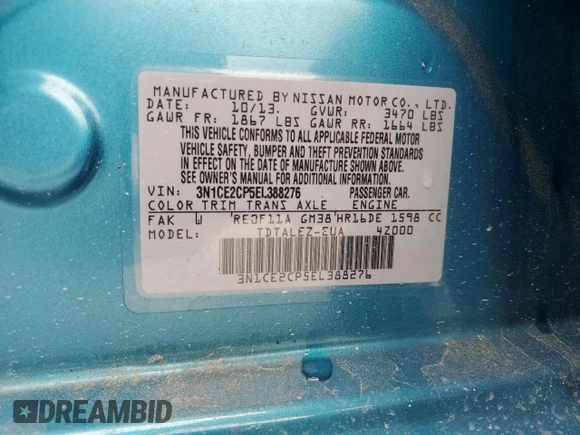 MANUFACTURED BY NISSAN MOTOR CO., LTD.
DATE: 10/13. GVWR: 3470 LBS
GAWR FR: 1867 LBS GAWR RR: 1664 LBS
THIS VEHICLE CONFORMS TO ALL APPLICABLE FEDERAL MOTOR
VEHICLE SAFETY, BUMPER AND THEFT PREVENTION STANDARDS
IN EFFECT ON THE DATE OF MANUFACTURE SHOWN ABOVE.
SEE OWNER'S MANUAL FOR ADDITIONAL INFORMATION.
VIN: 3N1CE2CP5EL388276 PASSENGER CAR.
COLOR TRIM TRANS AXLE ENGINE
FAK W RE0F11A GM38 HR16DE 1598 CC
MODEL: TDTALEZ-EUA 42000
3N1CE2CP5EL388276
DREAMBID